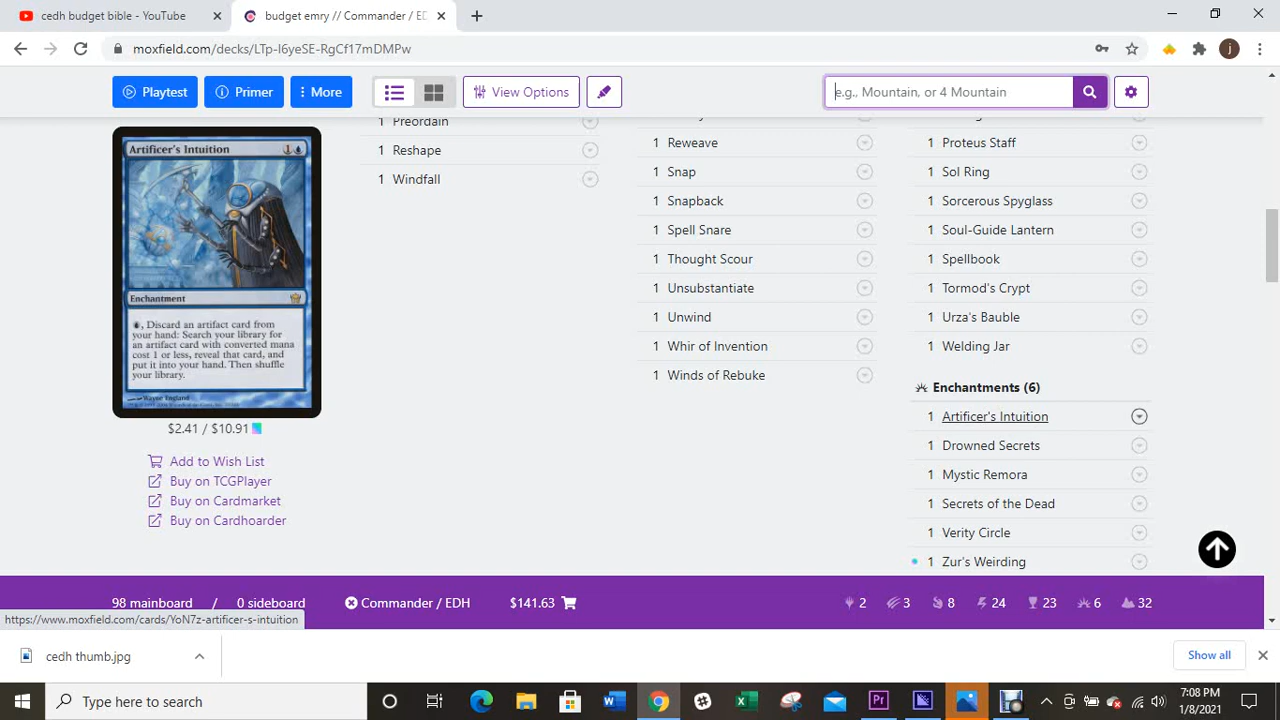 cedh budget bible - YouTube
budget emry // Commander / ED
moxfield.com/decks/LTp-I6yeSE-RgCf17mDMPw
j
Playtest
Primer
More
View Options
e.g., Mountain, or 4 Mountain
Artificer's Intuition 1
Enchantment
, Discard an artifact card from
your hand: Search your library for
an artifact card with converted mana
cost 1 or less, reveal that card, and
put it into your hand. Then shuffle
your library.
Wayne England
$2.41 / $10.91
Add to Wish List
Buy on TCGPlayer
Buy on Cardmarket
Buy on Cardhoarder
1 Preordain
1 Reshape
1 Windfall
1 Reweave
1 Snap
1 Snapback
1 Spell Snare
1 Thought Scour
1 Unsubstantiate
1 Unwind
1 Whir of Invention
1 Winds of Rebuke
1 Proteus Staff
1 Sol Ring
1 Sorcerous Spyglass
1 Soul-Guide Lantern
1 Spellbook
1 Tormod's Crypt
1 Urza's Bauble
1 Welding Jar
Enchantments (6)
1 Artificer's Intuition
1 Drowned Secrets
1 Mystic Remora
1 Secrets of the Dead
1 Verity Circle
1 Zur's Weirding
98 mainboard / 0 sideboard Commander / EDH $141.63 2 3 8 24 23 6 32
https://www.moxfield.com/cards/YoN7z-artificer-s-intuition
cedh thumb.jpg
Show all
Type here to search
7:08 PM
1/8/2021